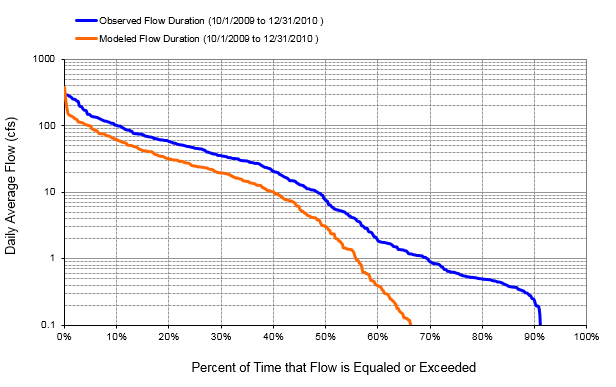 Observed Flow Duration (10/1/2009 to 12/31/2010 )
Modeled Flow Duration (10/1/2009 to 12/31/2010 )
1000
100
10
1
0.1
Daily Average Flow (cfs)
0% 10% 20% 30% 40% 50% 60% 70% 80% 90% 100%
Percent of Time that Flow is Equaled or Exceeded